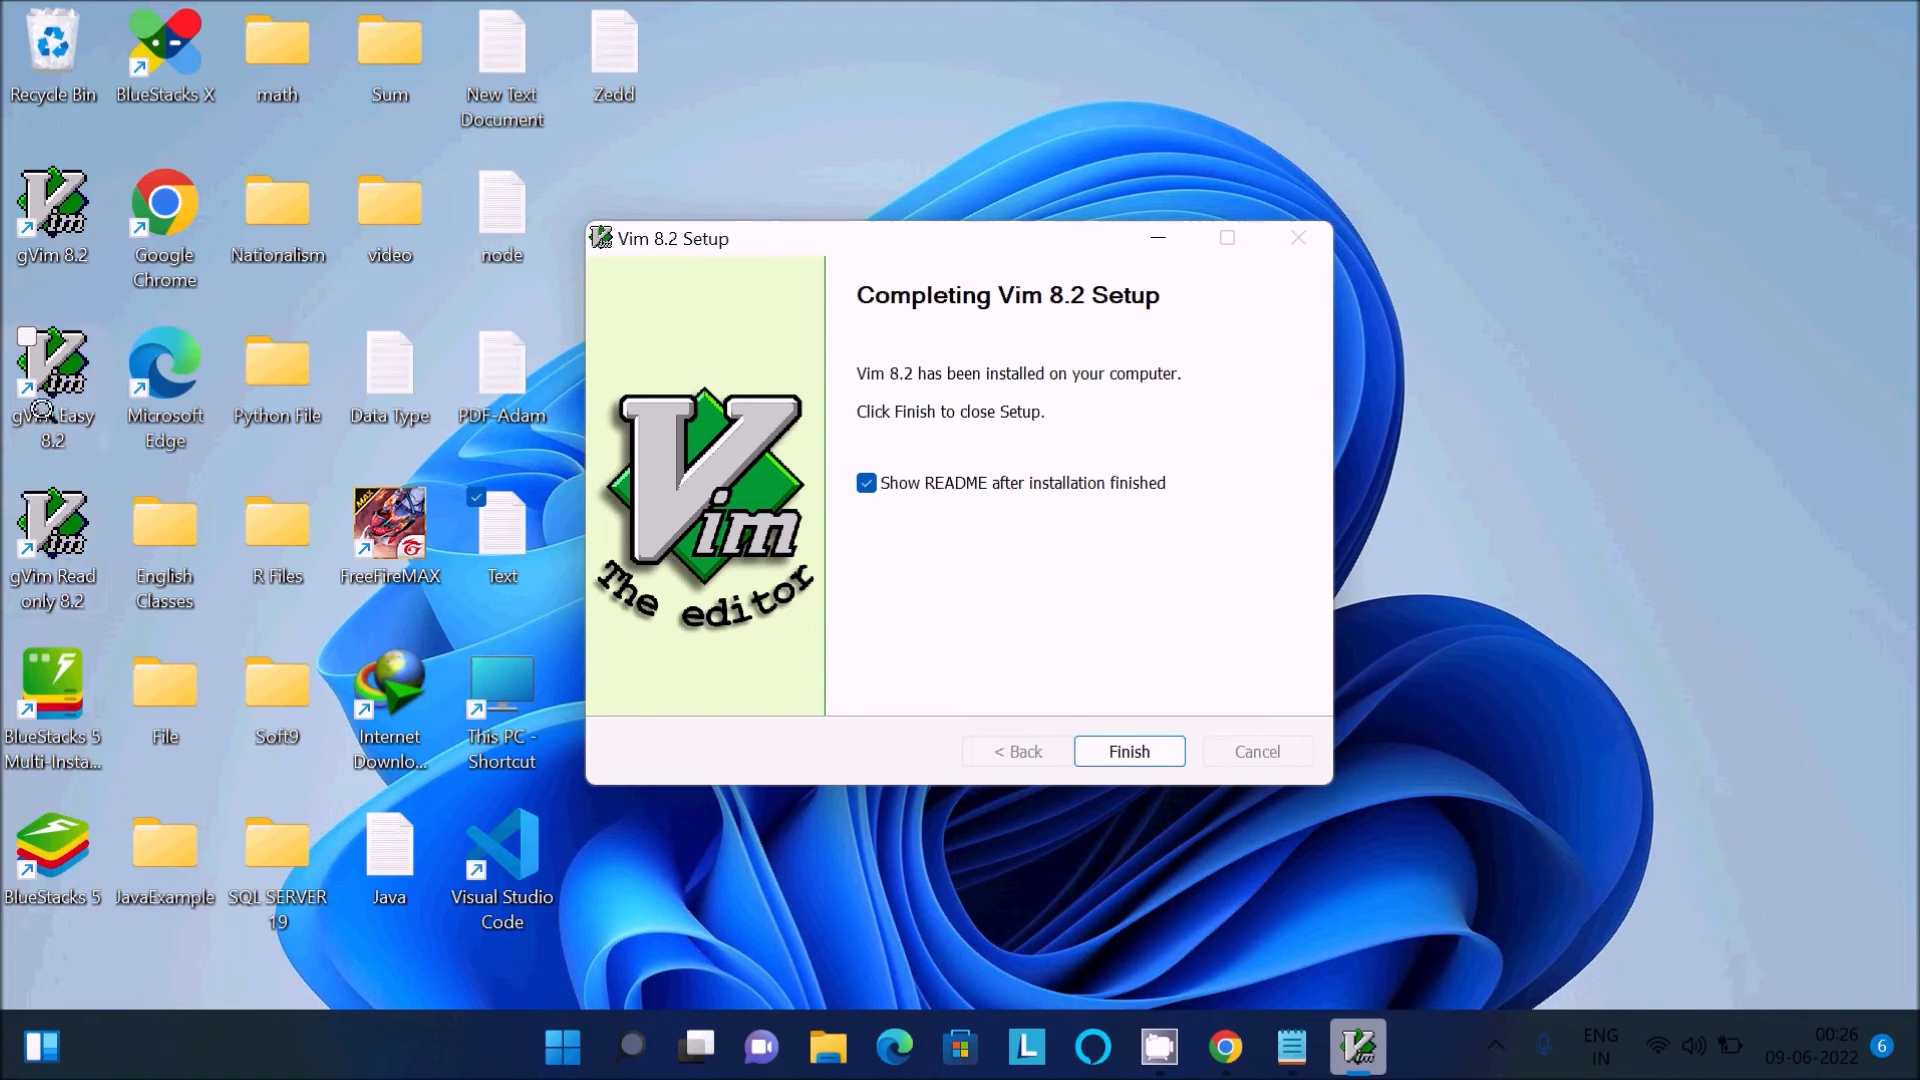 Recycle Bin
BlueStacks X
math
Sum
New Text
Document
Zedd
gVim 8.2
Google
Chrome
Nationalism
video
node
gVim Easy
8.2
Microsoft
Edge
Python File
Data Type
PDF-Adam
gVim Read
only 8.2
English
Classes
R Files
MAX
FreeFireMAX
Text
BlueStacks 5
Multi-Insta...
File
Soft9
Internet
Downlo...
This PC -
Shortcut
BlueStacks 5
JavaExample
SQL SERVER
19
Java
Visual Studio
Code
Vim 8.2 Setup
Completing Vim 8.2 Setup
Vim 8.2 has been installed on your computer.
Click Finish to close Setup.
Show README after installation finished
Vim
The editor
< Back
Finish
Cancel
L
ENG
IN
00:26
09-06-2022
6